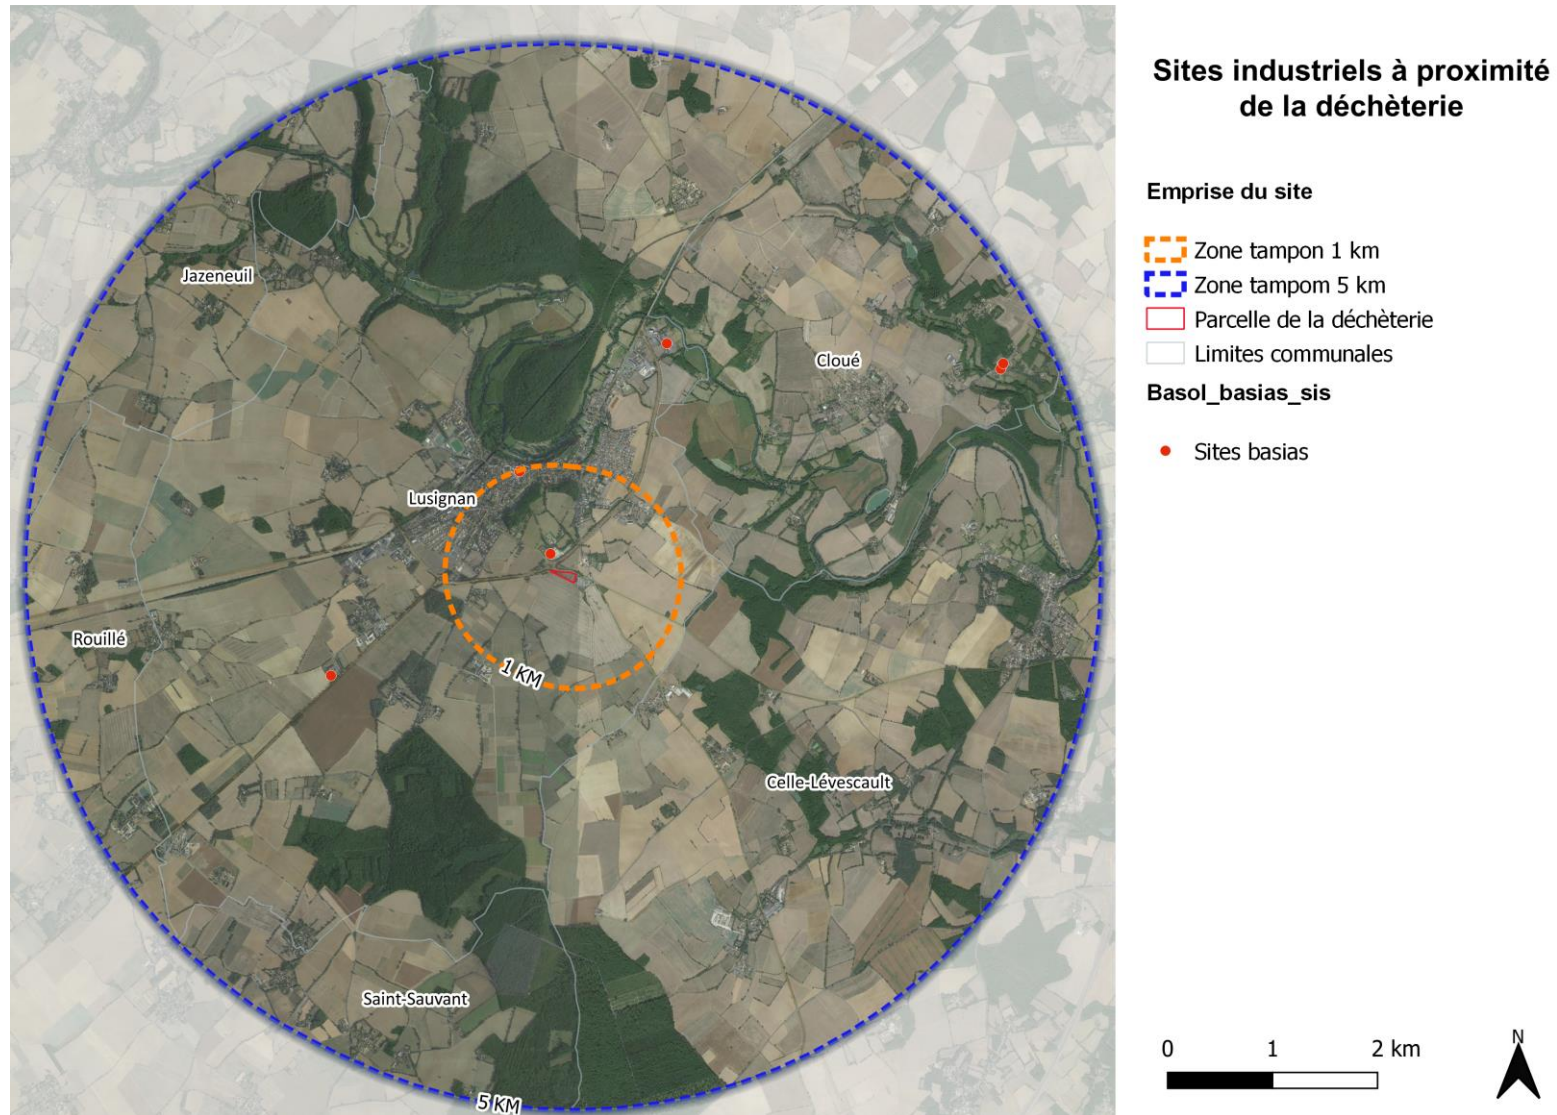 Sites industriels à proximité
de la déchèterie
Emprise du site
Zone tampon 1 km
Zone tampom 5 km
Parcelle de la déchèterie
Limites communales
Basol_basias_sis
Sites basias
Jazeneuil
Cloué
Lusignan
Rouillé
1 KM
Celle-Lévescault
Saint-Sauvant
5 KM
0 1 2 km
N